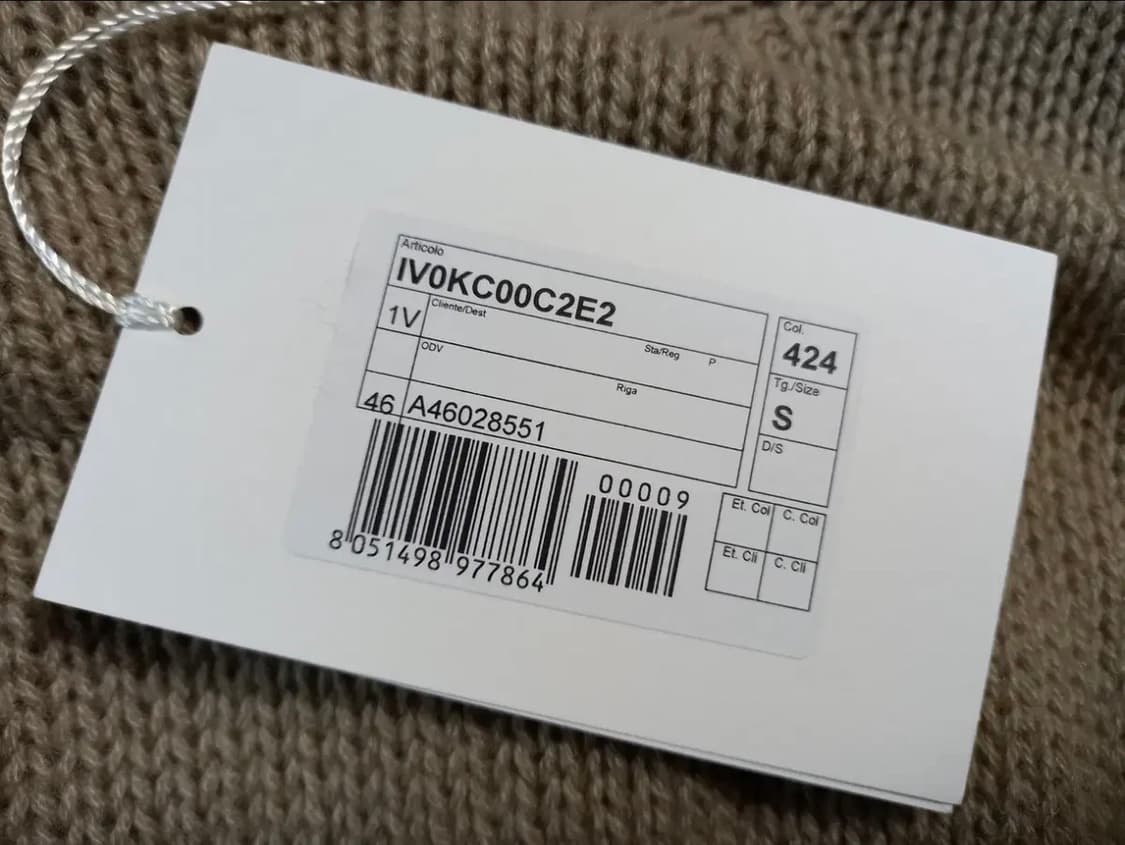 Articolo
IV0KC00C2E2
1V Cliente/Dest Sta/Reg P
ODV Riga
46 A46028551
8 051498 977864
00009
Col.
424
Tg./Size
S
D/S
Et. Col C. Col
Et. Cli C. Cli